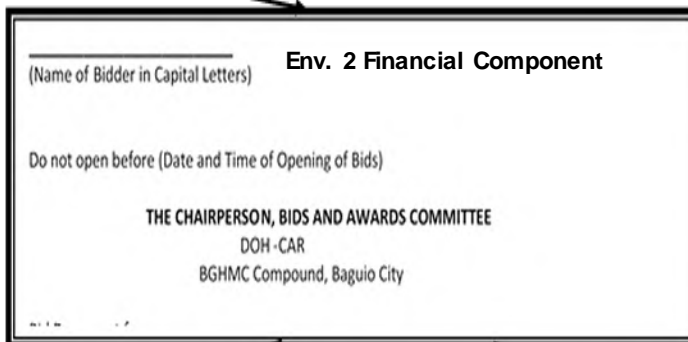 Env. 2 Financial Component
(Name of Bidder in Capital Letters)
Do not open before (Date and Time of Opening of Bids)
THE CHAIRPERSON, BIDS AND AWARDS COMMITTEE
DOH -CAR
BGHMC Compound, Baguio City